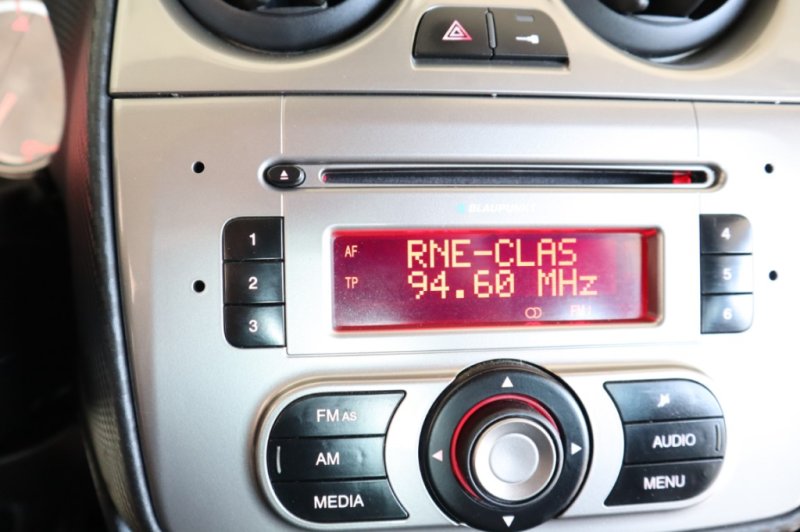 BLAUPUNKT
1
2
3
4
5
6
AF
RNE-CLAS
TP
94.60 MHz
FM AS
AM
MEDIA
AUDIO
MENU